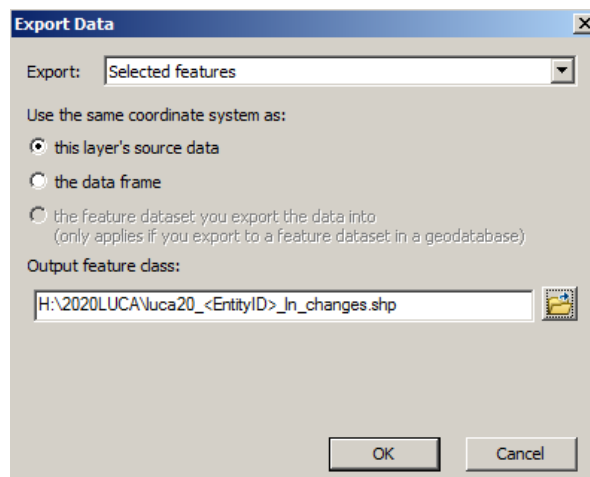 Export Data
Export: Selected features
Use the same coordinate system as:
this layer's source data
the data frame
the feature dataset you export the data into
(only applies if you export to a feature dataset in a geodatabase)
Output feature class:
H:\2020LUCA\luca20_<EntityID>_ln_changes.shp
OK Cancel